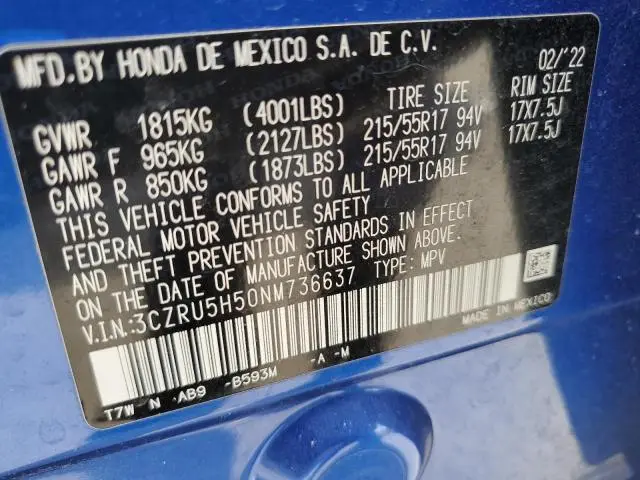 MFD. BY HONDA DE MEXICO S.A. DE C.V. 02/'22
TIRE SIZE RIM SIZE
GVWR 1815KG (4001LBS)
GAWR F 965KG (2127LBS) 215/55R17 94V 17X7.5J
GAWR R 850KG (1873LBS) 215/55R17 94V 17X7.5J
THIS VEHICLE CONFORMS TO ALL APPLICABLE
FEDERAL MOTOR VEHICLE SAFETY
AND THEFT PREVENTION STANDARDS IN EFFECT
ON THE DATE OF MANUFACTURE SHOWN ABOVE.
V.I.N.:3CZRU5H50NM736637 TYPE: MPV
MADE IN MEXICO
T7W N AB9 -B593M -A -M